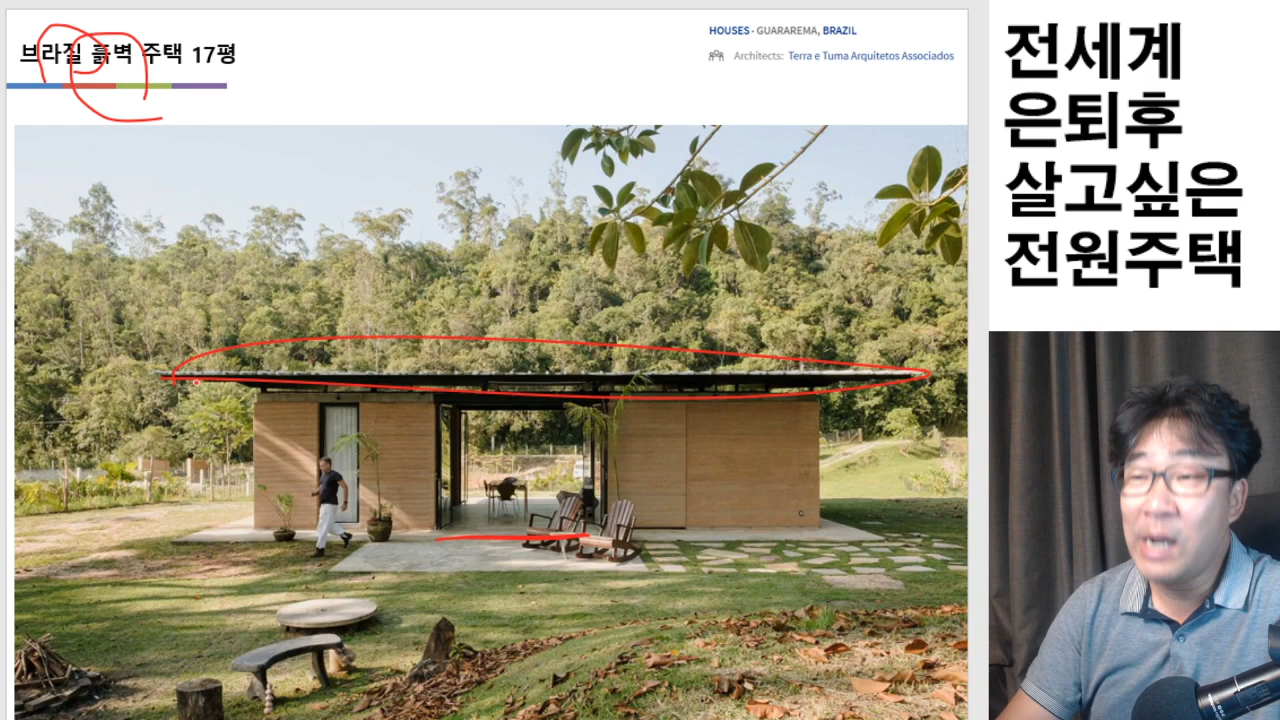 브라질 흙벽 주택 17평
HOUSES · GUARAREMA, BRAZIL
Architects: Terra e Tuma Arquitetos Associados
전세계
은퇴후
살고싶은
전원주택